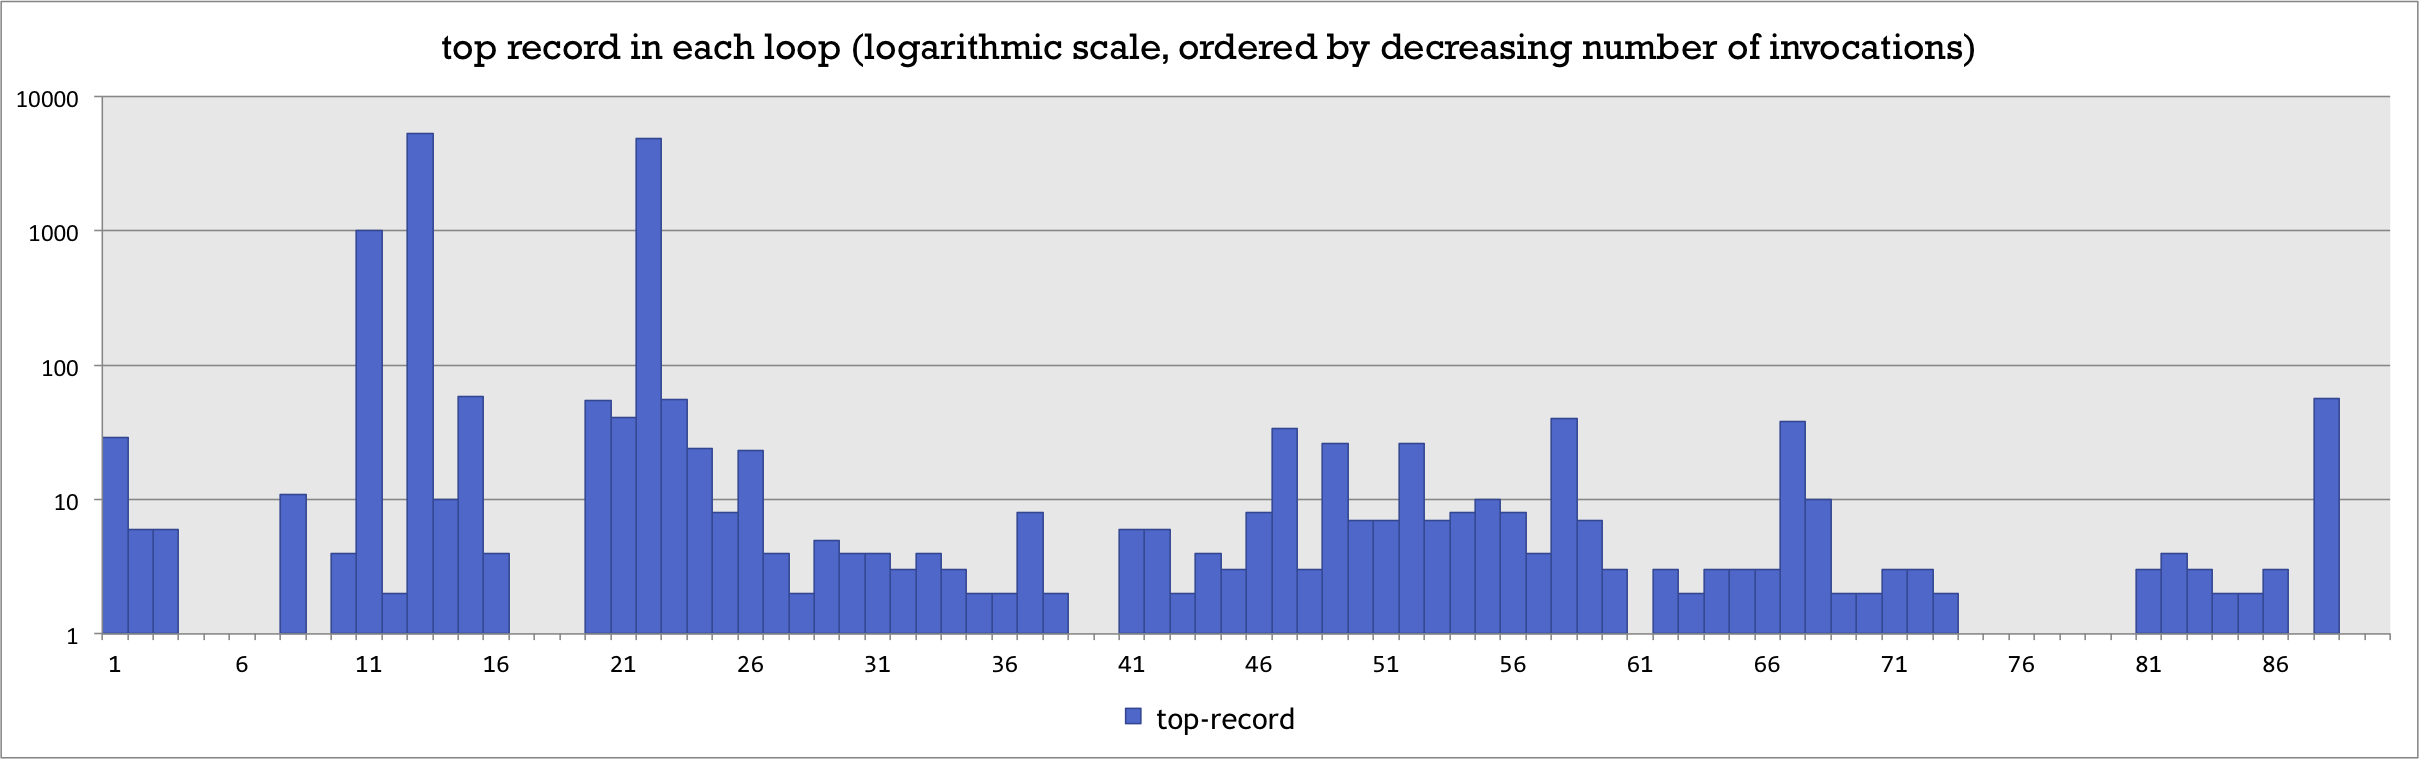 top record in each loop (logarithmic scale, ordered by decreasing number of invocations)
10000
1000
100
10
1
1 6 11 16 21 26 31 36 41 46 51 56 61 66 71 76 81 86
top-record